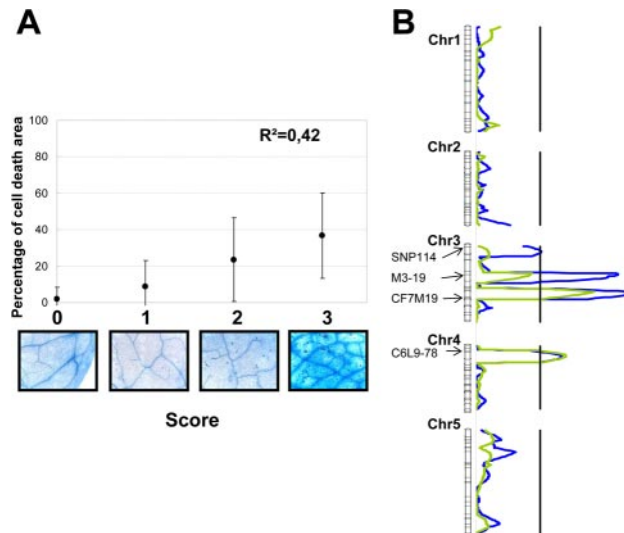 A
Percentage of cell death area
100
80
60
40
20
0
R²=0,42
0 1 2 3
Score
B
Chr1
Chr2
Chr3
SNP114
M3-19
CF7M19
Chr4
C6L9-78
Chr5